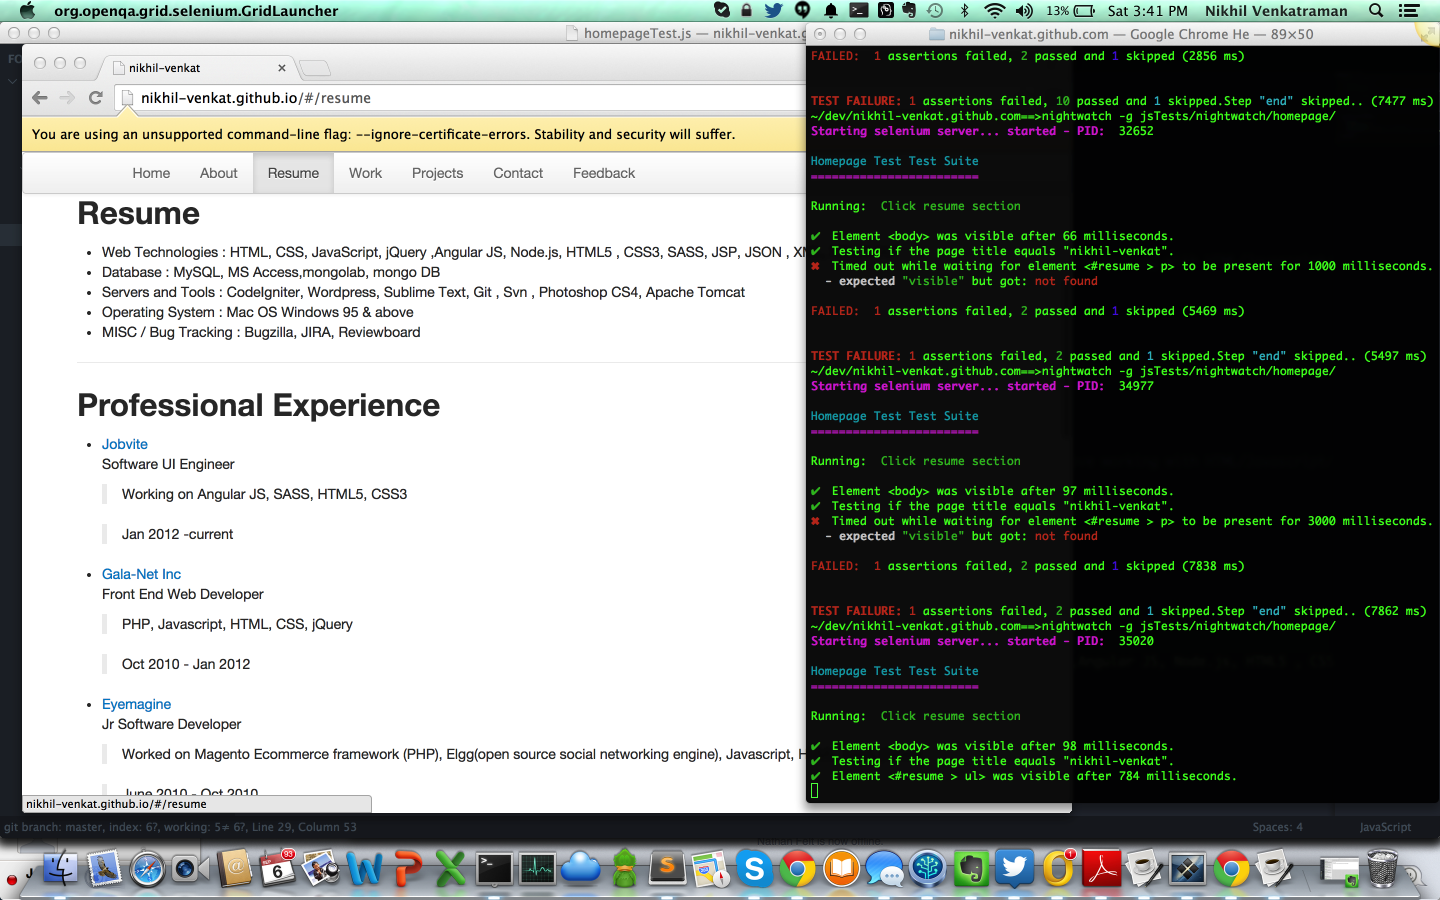 org.openqa.grid.selenium.GridLauncher
13% Sat 3:41 PM Nikhil Venkatraman
homepageTest.js — nikhil-venkat.g
nikhil-venkat
nikhil-venkat.github.io/#/resume
You are using an unsupported command-line flag: --ignore-certificate-errors. Stability and security will suffer.
Home About Resume Work Projects Contact Feedback
Resume
• Web Technologies : HTML, CSS, JavaScript, jQuery ,Angular JS, Node.js, HTML5 , CSS3, SASS, JSP, JSON , XM
• Database : MySQL, MS Access,mongolab, mongo DB
• Servers and Tools : CodeIgniter, Wordpress, Sublime Text, Git , Svn , Photoshop CS4, Apache Tomcat
• Operating System : Mac OS Windows 95 & above
• MISC / Bug Tracking : Bugzilla, JIRA, Reviewboard
Professional Experience
• Jobvite
Software UI Engineer
Working on Angular JS, SASS, HTML5, CSS3
Jan 2012 -current
• Gala-Net Inc
Front End Web Developer
PHP, Javascript, HTML, CSS, jQuery
Oct 2010 - Jan 2012
• Eyemagine
Jr Software Developer
Worked on Magento Ecommerce framework (PHP), Elgg(open source social networking engine), Javascript, H
June 2010 - Oct 2010
nikhil-venkat.github.io/#/resume
nikhil-venkat.github.com — Google Chrome He — 89×50
FAILED: 1 assertions failed, 2 passed and 1 skipped (2856 ms)
TEST FAILURE: 1 assertions failed, 10 passed and 1 skipped.Step "end" skipped.. (7477 ms)
~/dev/nikhil-venkat.github.com==>nightwatch -g jsTests/nightwatch/homepage/
Starting selenium server... started - PID: 32652
Homepage Test Test Suite
========================
Running: Click resume section
✔ Element <body> was visible after 66 milliseconds.
✔ Testing if the page title equals "nikhil-venkat".
✖ Timed out while waiting for element <#resume > p> to be present for 1000 milliseconds.
- expected "visible" but got: not found
FAILED: 1 assertions failed, 2 passed and 1 skipped (5469 ms)
TEST FAILURE: 1 assertions failed, 2 passed and 1 skipped.Step "end" skipped.. (5497 ms)
~/dev/nikhil-venkat.github.com==>nightwatch -g jsTests/nightwatch/homepage/
Starting selenium server... started - PID: 34977
Homepage Test Test Suite
========================
Running: Click resume section
✔ Element <body> was visible after 97 milliseconds.
✔ Testing if the page title equals "nikhil-venkat".
✖ Timed out while waiting for element <#resume > p> to be present for 3000 milliseconds.
- expected "visible" but got: not found
FAILED: 1 assertions failed, 2 passed and 1 skipped (7838 ms)
TEST FAILURE: 1 assertions failed, 2 passed and 1 skipped.Step "end" skipped.. (7862 ms)
~/dev/nikhil-venkat.github.com==>nightwatch -g jsTests/nightwatch/homepage/
Starting selenium server... started - PID: 35020
Homepage Test Test Suite
========================
Running: Click resume section
✔ Element <body> was visible after 98 milliseconds.
✔ Testing if the page title equals "nikhil-venkat".
✔ Element <#resume > ul> was visible after 784 milliseconds.
git branch: master, index: 6?, working: 5≠ 6?, Line 29, Column 53
Spaces: 4 JavaScript